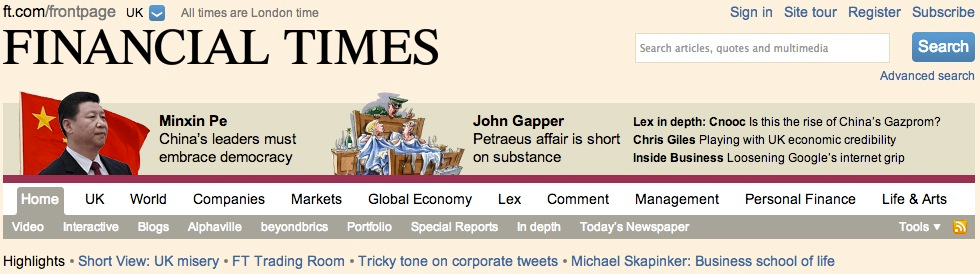 ft.com/frontpage UK All times are London time Sign in Site tour Register Subscribe
FINANCIAL TIMES
Search articles, quotes and multimedia Search
Advanced search
Minxin Pe
China's leaders must
embrace democracy
John Gapper
Petraeus affair is short
on substance
Lex in depth: Cnooc Is this the rise of China's Gazprom?
Chris Giles Playing with UK economic credibility
Inside Business Loosening Google's internet grip
Home UK World Companies Markets Global Economy Lex Comment Management Personal Finance Life & Arts
Video Interactive Blogs Alphaville beyondbrics Portfolio Special Reports In depth Today's Newspaper Tools
Highlights • Short View: UK misery • FT Trading Room • Tricky tone on corporate tweets • Michael Skapinker: Business school of life